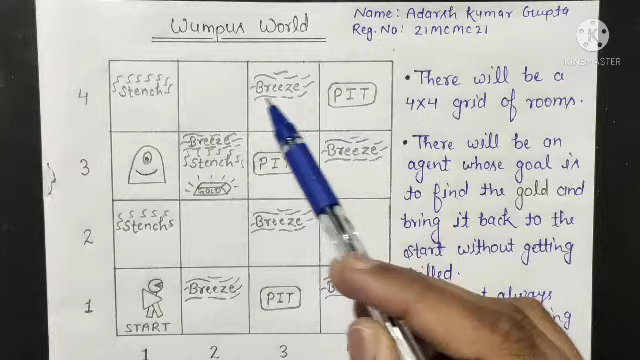 Wumpus World
Name: Adarsh Kumar Gupta
Reg.No: 21MCMC21
KINEMASTER
4
Stench
Breeze
PIT
3
Breeze
Stench
GOLD
Breeze
2
Stench
Breeze
1
START
Breeze
PIT
1 2 3
• There will be a
4×4 grid of rooms.
• There will be an
agent whose goal is
to find the gold and
bring it back to the
start without getting
killed.
always